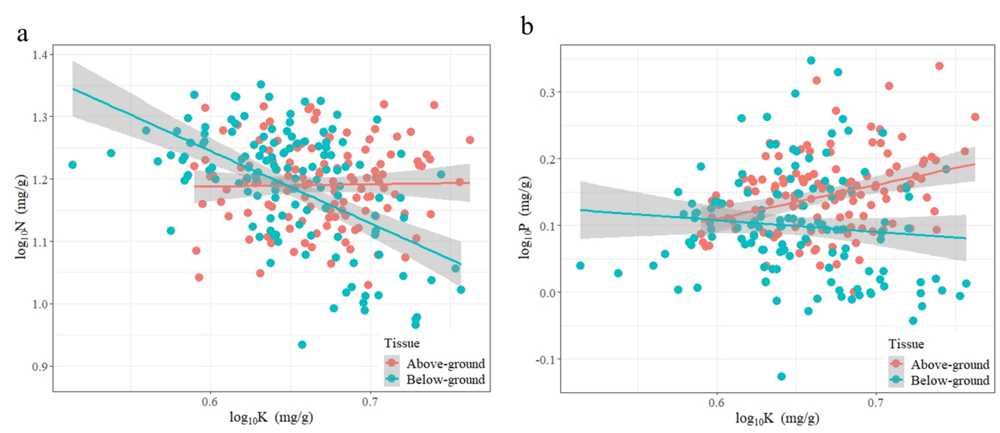 a
1.4
1.3
1.2
1.1
1.0
0.9
log₁₀N (mg/g)
0.6 0.7
log₁₀K (mg/g)
Tissue
Above-ground
Below-ground
b
0.3
0.2
0.1
0.0
-0.1
log₁₀P (mg/g)
0.6 0.7
log₁₀K (mg/g)
Tissue
Above-ground
Below-ground